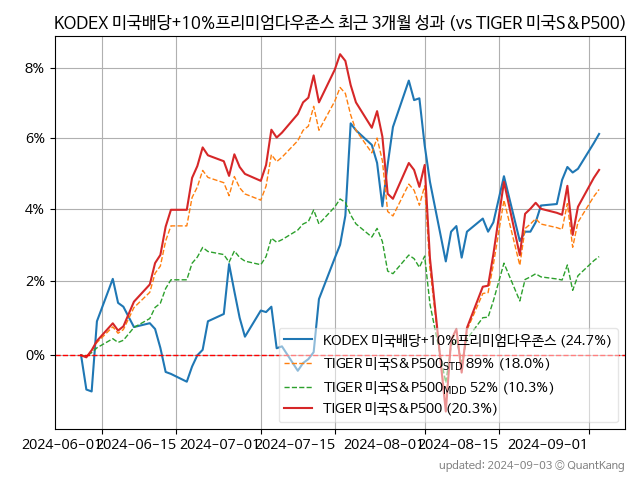 KODEX 미국배당+10%프리미엄다우존스 최근 3개월 성과 (vs TIGER 미국S&P500)
8%
6%
4%
2%
0%
KODEX 미국배당+10%프리미엄다우존스 (24.7%)
TIGER 미국S&P500STD 89% (18.0%)
TIGER 미국S&P500MDD 52% (10.3%)
TIGER 미국S&P500 (20.3%)
2024-06-01 2024-06-15 2024-07-01 2024-07-15 2024-08-01 2024-08-15 2024-09-01
updated: 2024-09-03 © QuantKang